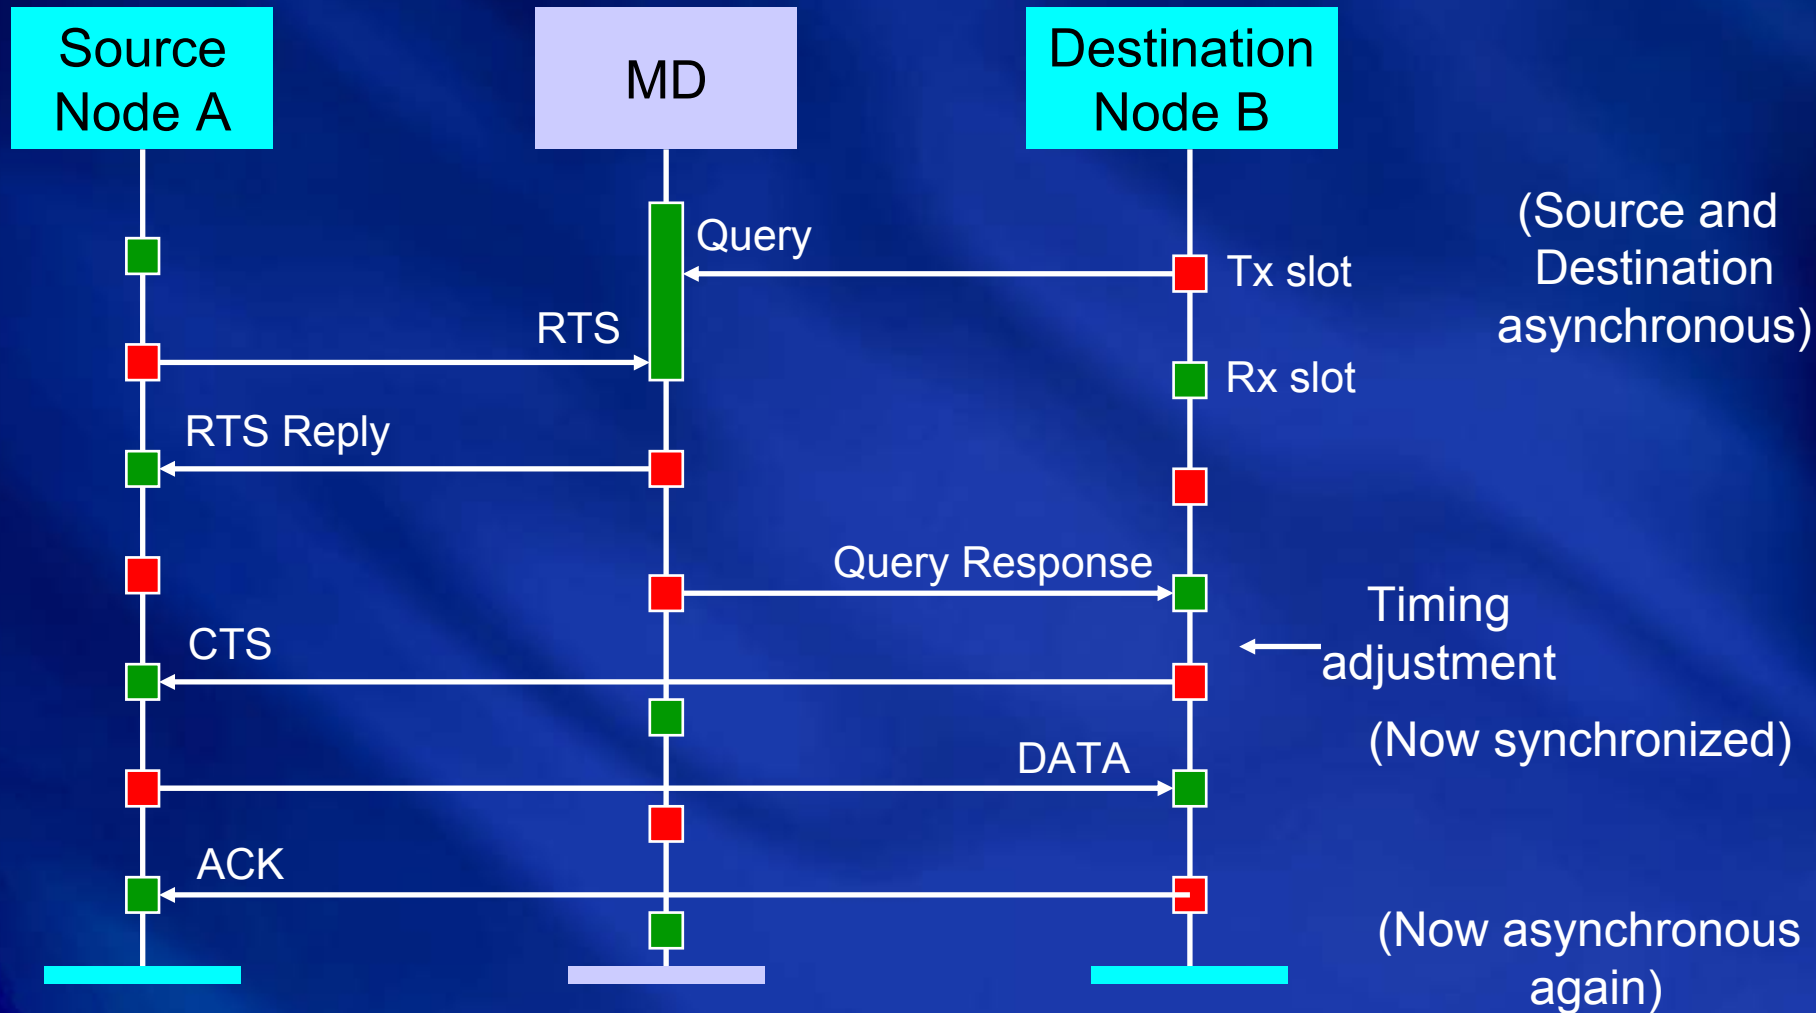 Source
Node A
MD
Destination
Node B
Query
Tx slot
(Source and
Destination
asynchronous)
RTS
Rx slot
RTS Reply
Query Response
Timing
adjustment
CTS
(Now synchronized)
DATA
ACK
(Now asynchronous
again)